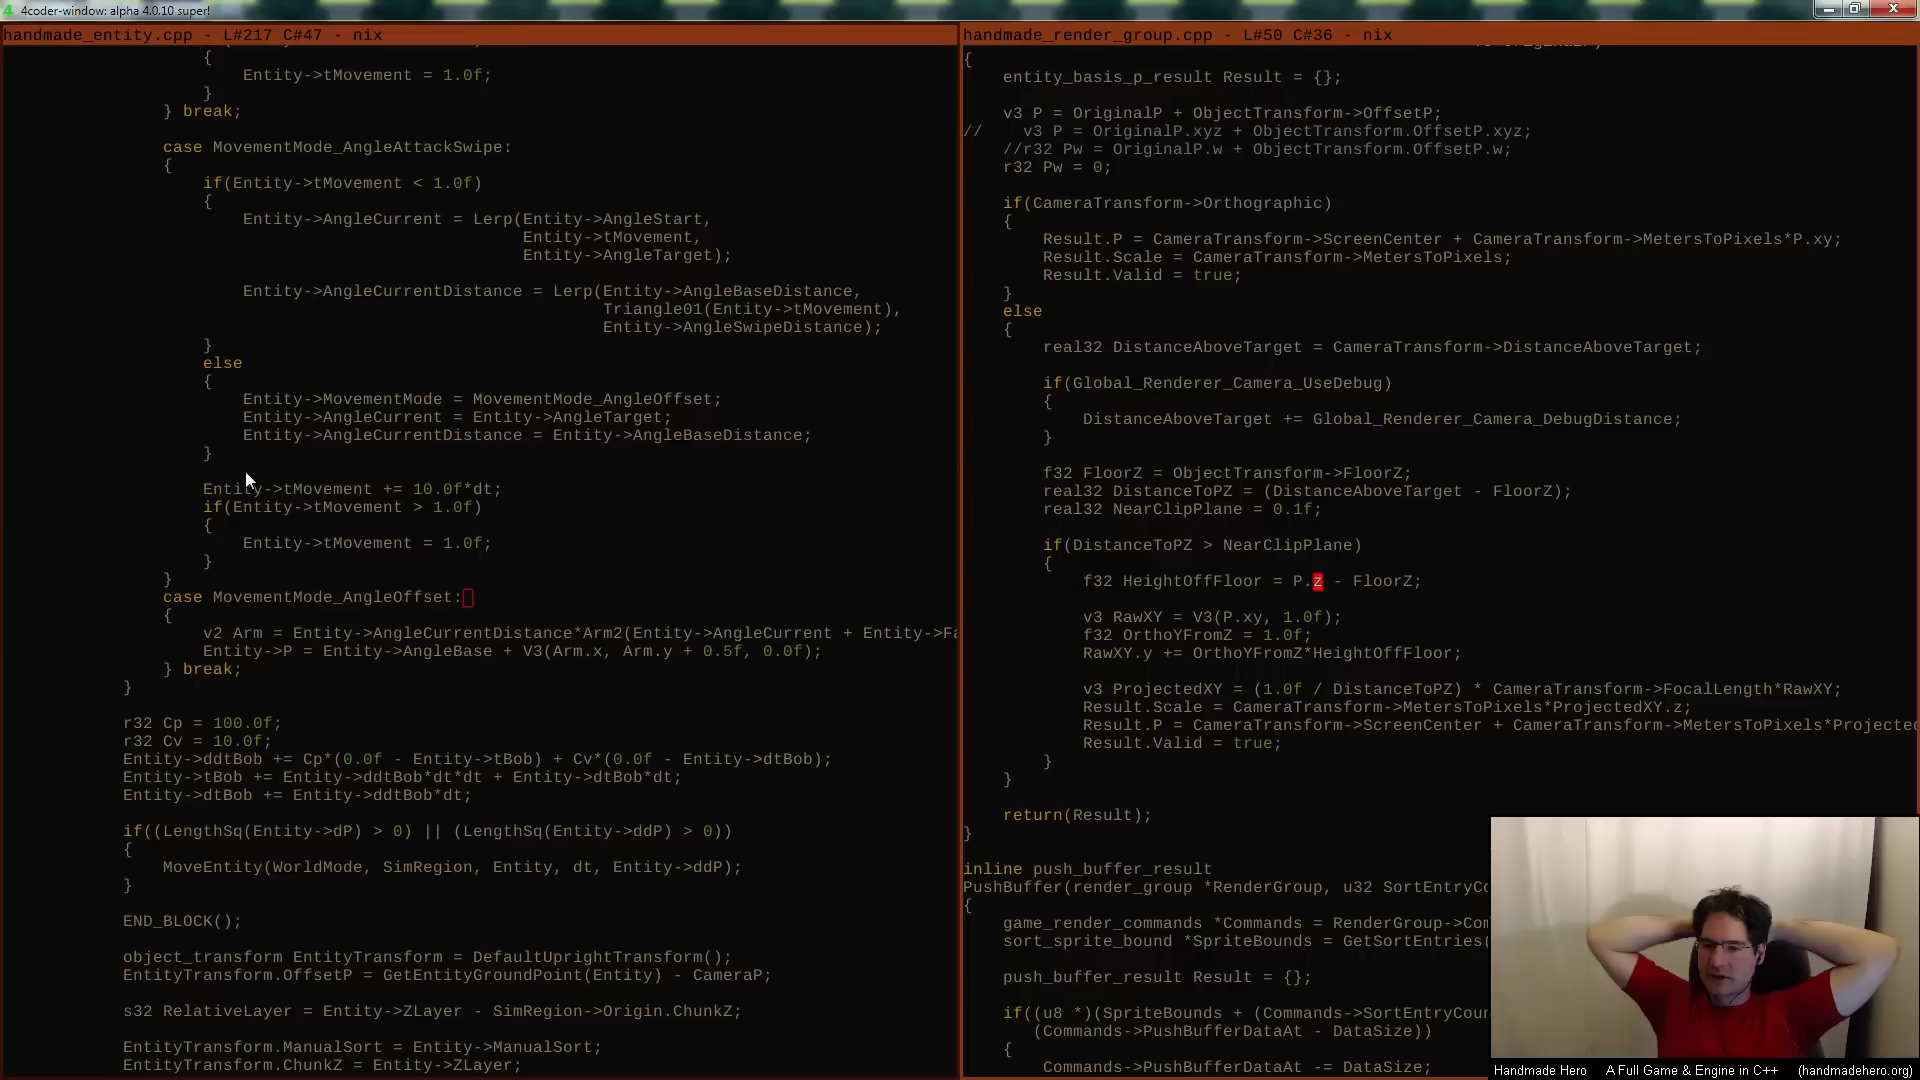 4coder-window: alpha 4.0.10 super!
handmade_entity.cpp - L#217 C#47 - nix
{
Entity->tMovement = 1.0f;
}
} break;
case MovementMode_AngleAttackSwipe:
{
if(Entity->tMovement < 1.0f)
{
Entity->AngleCurrent = Lerp(Entity->AngleStart,
Entity->tMovement,
Entity->AngleTarget);
Entity->AngleCurrentDistance = Lerp(Entity->AngleBaseDistance,
Triangle01(Entity->tMovement),
Entity->AngleSwipeDistance);
}
else
{
Entity->MovementMode = MovementMode_AngleOffset;
Entity->AngleCurrent = Entity->AngleTarget;
Entity->AngleCurrentDistance = Entity->AngleBaseDistance;
}
Entity->tMovement += 10.0f*dt;
if(Entity->tMovement > 1.0f)
{
Entity->tMovement = 1.0f;
}
}
case MovementMode_AngleOffset:
{
v2 Arm = Entity->AngleCurrentDistance*Arm2(Entity->AngleCurrent + Entity->Fa
Entity->P = Entity->AngleBase + V3(Arm.x, Arm.y + 0.5f, 0.0f);
} break;
}
r32 Cp = 100.0f;
r32 Cv = 10.0f;
Entity->ddtBob += Cp*(0.0f - Entity->tBob) + Cv*(0.0f - Entity->dtBob);
Entity->tBob += Entity->ddtBob*dt*dt + Entity->dtBob*dt;
Entity->dtBob += Entity->ddtBob*dt;
if((LengthSq(Entity->dP) > 0) || (LengthSq(Entity->ddP) > 0))
{
MoveEntity(WorldMode, SimRegion, Entity, dt, Entity->ddP);
}
END_BLOCK();
object_transform EntityTransform = DefaultUprightTransform();
EntityTransform.OffsetP = GetEntityGroundPoint(Entity) - CameraP;
s32 RelativeLayer = Entity->ZLayer - SimRegion->Origin.ChunkZ;
EntityTransform.ManualSort = Entity->ManualSort;
EntityTransform.ChunkZ = Entity->ZLayer;
handmade_render_group.cpp - L#50 C#36 - nix
{
entity_basis_p_result Result = {};
v3 P = OriginalP + ObjectTransform->OffsetP;
//    v3 P = OriginalP.xyz + ObjectTransform.OffsetP.xyz;
//r32 Pw = OriginalP.w + ObjectTransform.OffsetP.w;
r32 Pw = 0;
if(CameraTransform->Orthographic)
{
Result.P = CameraTransform->ScreenCenter + CameraTransform->MetersToPixels*P.xy;
Result.Scale = CameraTransform->MetersToPixels;
Result.Valid = true;
}
else
{
real32 DistanceAboveTarget = CameraTransform->DistanceAboveTarget;
if(Global_Renderer_Camera_UseDebug)
{
DistanceAboveTarget += Global_Renderer_Camera_DebugDistance;
}
f32 FloorZ = ObjectTransform->FloorZ;
real32 DistanceToPZ = (DistanceAboveTarget - FloorZ);
real32 NearClipPlane = 0.1f;
if(DistanceToPZ > NearClipPlane)
{
f32 HeightOffFloor = P.z - FloorZ;
v3 RawXY = V3(P.xy, 1.0f);
f32 OrthoYFromZ = 1.0f;
RawXY.y += OrthoYFromZ*HeightOffFloor;
v3 ProjectedXY = (1.0f / DistanceToPZ) * CameraTransform->FocalLength*RawXY;
Result.Scale = CameraTransform->MetersToPixels*ProjectedXY.z;
Result.P = CameraTransform->ScreenCenter + CameraTransform->MetersToPixels*Projected
Result.Valid = true;
}
}
return(Result);
}
inline push_buffer_result
PushBuffer(render_group *RenderGroup, u32 SortEntryCo
{
game_render_commands *Commands = RenderGroup->Com
sort_sprite_bound *SpriteBounds = GetSortEntries(
push_buffer_result Result = {};
if((u8 *)(SpriteBounds + (Commands->SortEntryCoun
(Commands->PushBufferDataAt - DataSize))
{
Commands->PushBufferDataAt -= DataSize;
Handmade Hero    A Full Game & Engine in C++    (handmadehero.org)